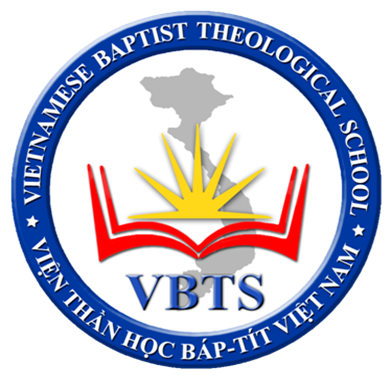 VIETNAMESE BAPTIST THEOLOGICAL SCHOOL
VBTS
VIỆN THẦN HỌC BÁP-TÍT VIỆT NAM